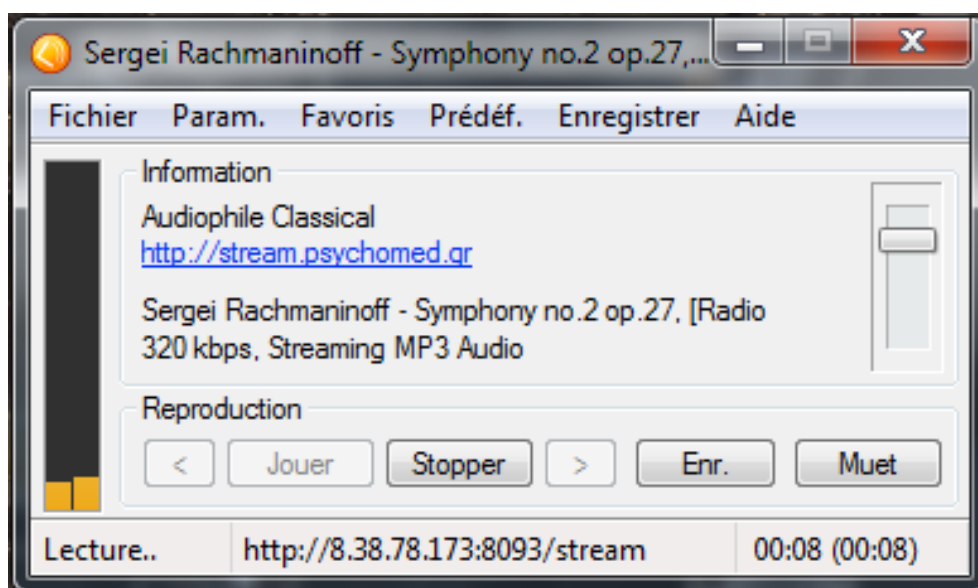 Sergei Rachmaninoff - Symphony no.2 op.27,...
Fichier Param. Favoris Prédéf. Enregistrer Aide
Information
Audiophile Classical
http://stream.psychomed.gr
Sergei Rachmaninoff - Symphony no.2 op.27, [Radio
320 kbps, Streaming MP3 Audio
Reproduction
< Jouer Stopper > Enr. Muet
Lecture.. http://8.38.78.173:8093/stream 00:08 (00:08)